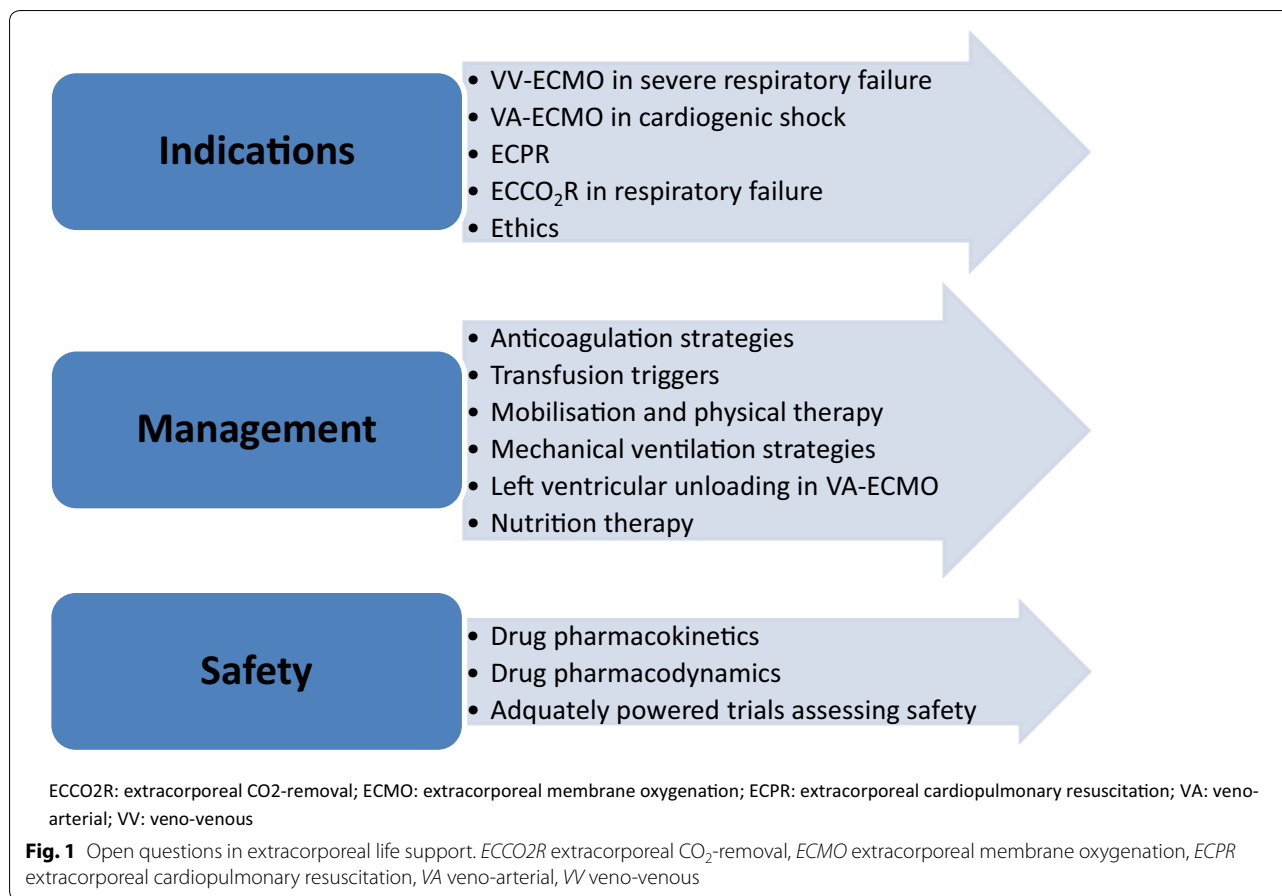 Indications
• VV-ECMO in severe respiratory failure
• VA-ECMO in cardiogenic shock
• ECPR
• ECCO₂R in respiratory failure
• Ethics
Management
• Anticoagulation strategies
• Transfusion triggers
• Mobilisation and physical therapy
• Mechanical ventilation strategies
• Left ventricular unloading in VA-ECMO
• Nutrition therapy
Safety
• Drug pharmacokinetics
• Drug pharmacodynamics
• Adquately powered trials assessing safety
ECCO2R: extracorporeal CO2-removal; ECMO: extracorporeal membrane oxygenation; ECPR: extracorporeal cardiopulmonary resuscitation; VA: veno-
arterial; VV: veno-venous
Fig. 1 Open questions in extracorporeal life support. ECCO2R extracorporeal CO₂-removal, ECMO extracorporeal membrane oxygenation, ECPR
extracorporeal cardiopulmonary resuscitation, VA veno-arterial, VV veno-venous